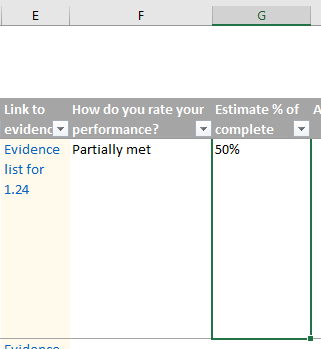 E F G
Link to How do you rate your Estimate % of A
evidenc performance? complete
Evidence Partially met 50%
list for
1.24
Evidence